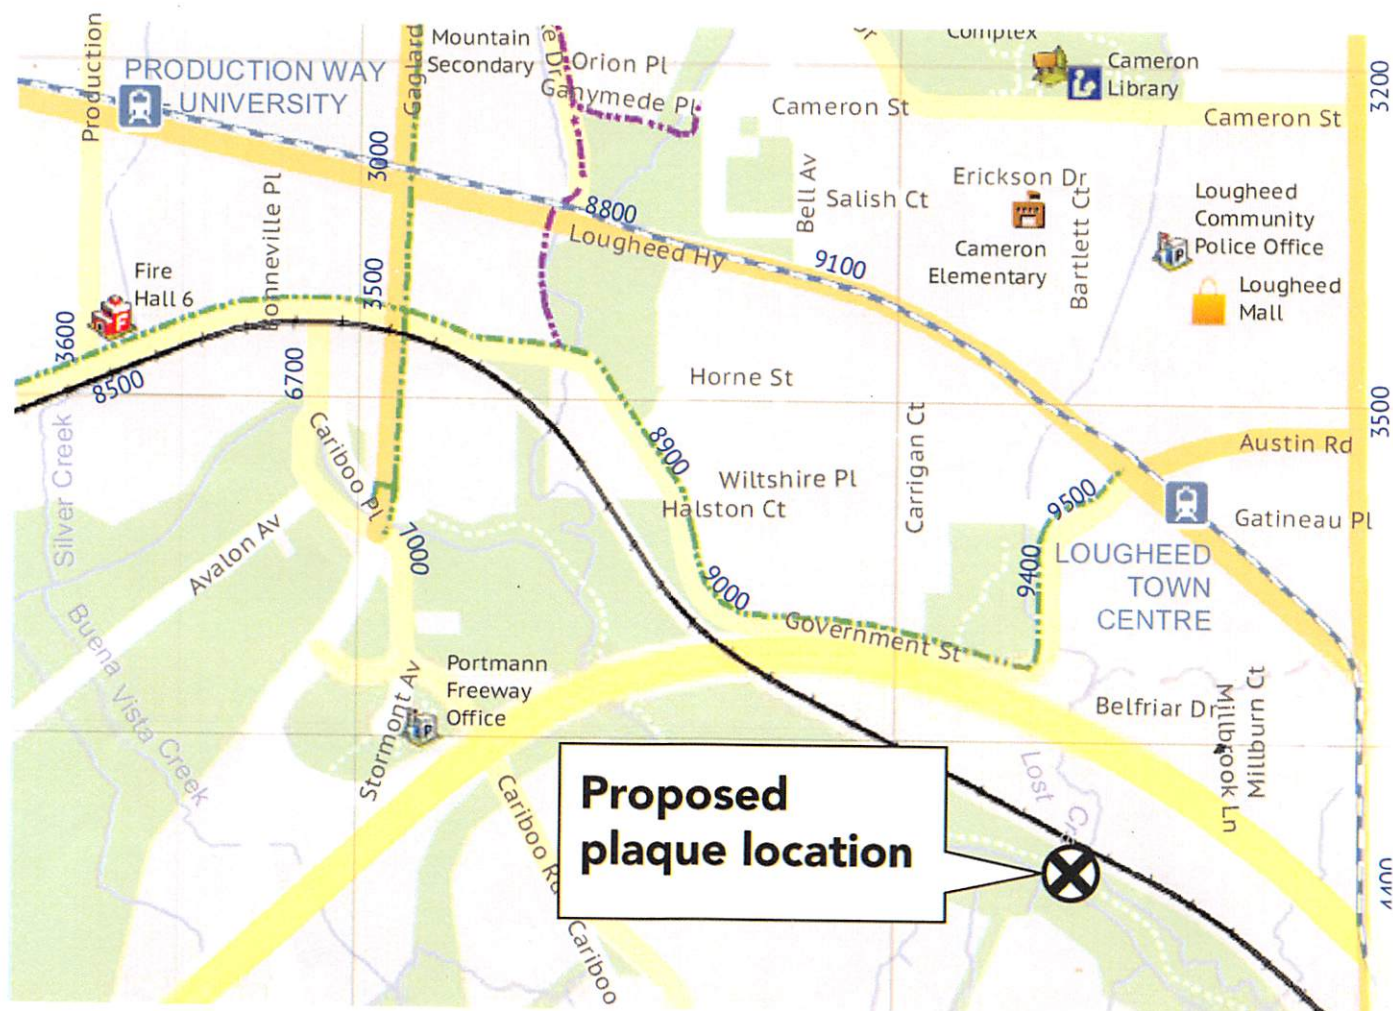 Production
PRODUCTION WAY
- UNIVERSITY
Gaglard
Mountain
Secondary
Orion Pl
Ganymede Pl
Complex
Cameron
Library
3200
Cameron St
Cameron St
3000
Bonneville Pl
8800
Lougheed Hy
Bell Av
Salish Ct
Erickson Dr
Cameron
Elementary
Bartlett Ct
Lougheed
Community
Police Office
P
Lougheed
Mall
9100
Fire
Hall 6
F
3500
3600
8500
6700
Horne St
3500
Silver Creek
Cariboo Pl
8900
Wiltshire Pl
Halston Ct
Carrigan Ct
Austin Rd
9500
Gatineau Pl
Avalon Av
7000
9000
9400
LOUGHEED
TOWN
CENTRE
Government St
Buena Vista Creek
Stormont Av
Portmann
Freeway
Office
P
Belfriar Dr
Millbrook Ln
Millburn Ct
Proposed
plaque location
Lost
Cariboo Rd
Cariboo
4400